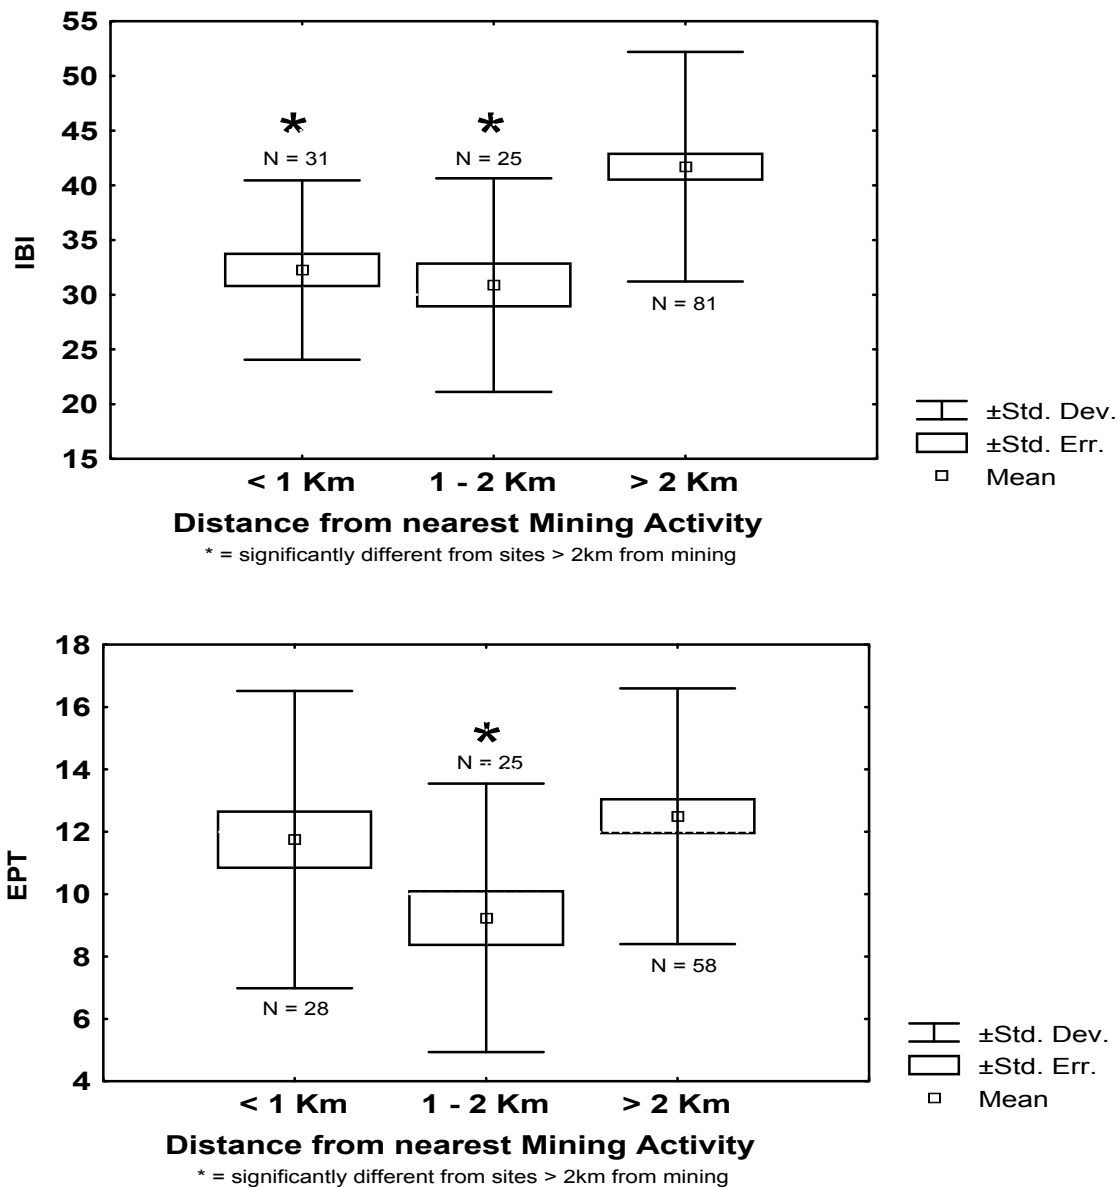 55
50
45
40
35
30
25
20
15
IBI
*
*
N = 31
N = 25
N = 81
< 1 Km
1 - 2 Km
> 2 Km
Distance from nearest Mining Activity
* = significantly different from sites > 2km from mining
±Std. Dev.
±Std. Err.
Mean
18
16
14
12
10
8
6
4
EPT
*
N = 25
N = 58
N = 28
< 1 Km
1 - 2 Km
> 2 Km
Distance from nearest Mining Activity
* = significantly different from sites > 2km from mining
±Std. Dev.
±Std. Err.
Mean